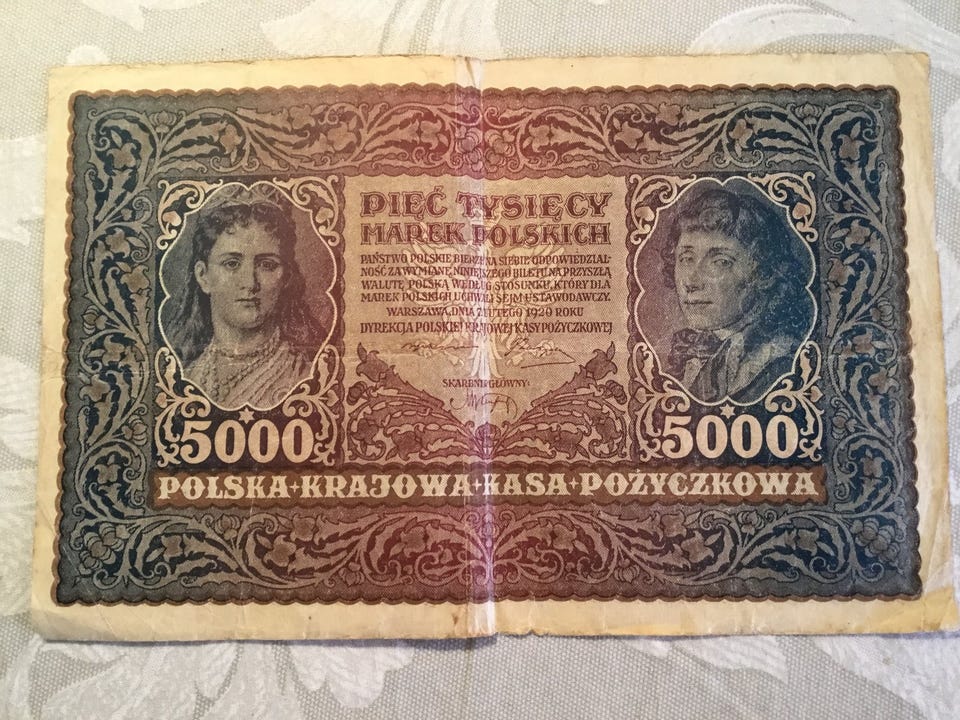 PIĘĆ TYSIĘCY
MAREK POLSKICH
PAŃSTWO POLSKIE BIERZE NA SIEBIE ODPOWIEDZIAL-
NOŚĆ ZA WYMIANĘ NINIEJSZEGO BILETU NA PRZYSZŁĄ
WALUTĘ POLSKĄ WEDŁUG STOSUNKU, KTÓRY DLA
MAREK POLSKICH UCHWALI SEJM USTAWODAWCZY.
WARSZAWA, DNIA 7 LUTEGO 1920 ROKU
DYREKCJA POLSKIEJ KRAJOWEJ KASY POŻYCZKOWEJ
SKARBNIK GŁÓWNY:
5000
5000
POLSKA+KRAJOWA+KASA+POŻYCZKOWA